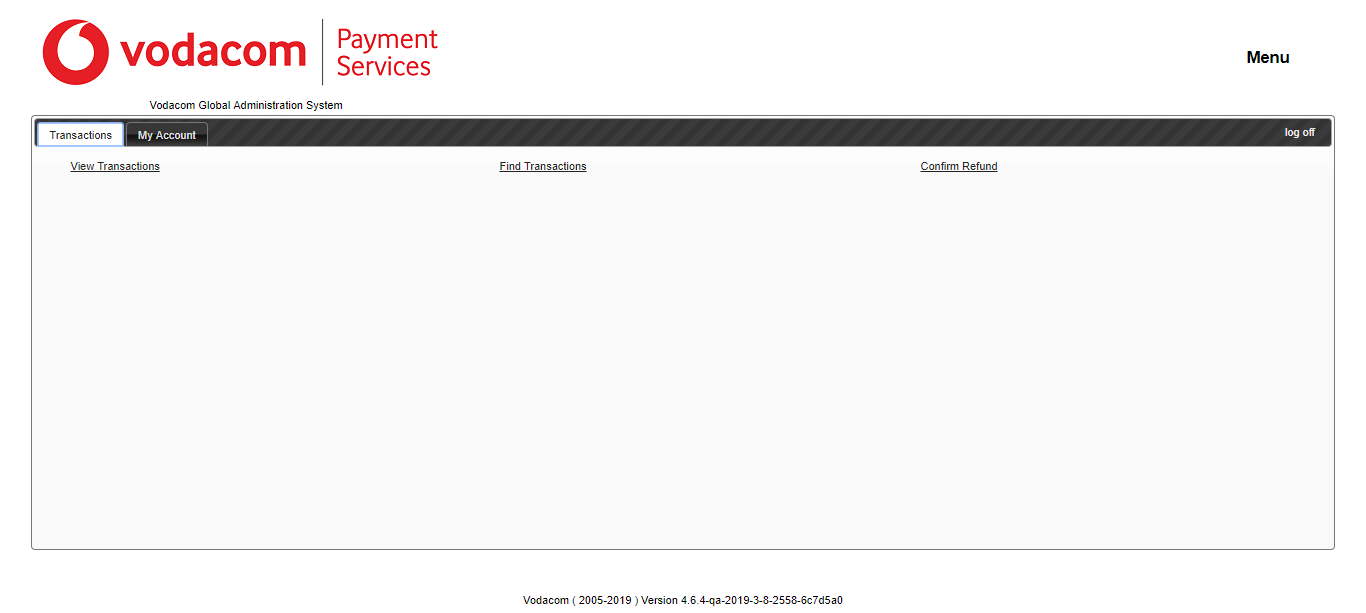 vodacom
Payment
Services
Menu
Vodacom Global Administration System
Transactions My Account log off
View Transactions Find Transactions Confirm Refund
Vodacom ( 2005-2019 ) Version 4.6.4-qa-2019-3-8-2558-6c7d5a0